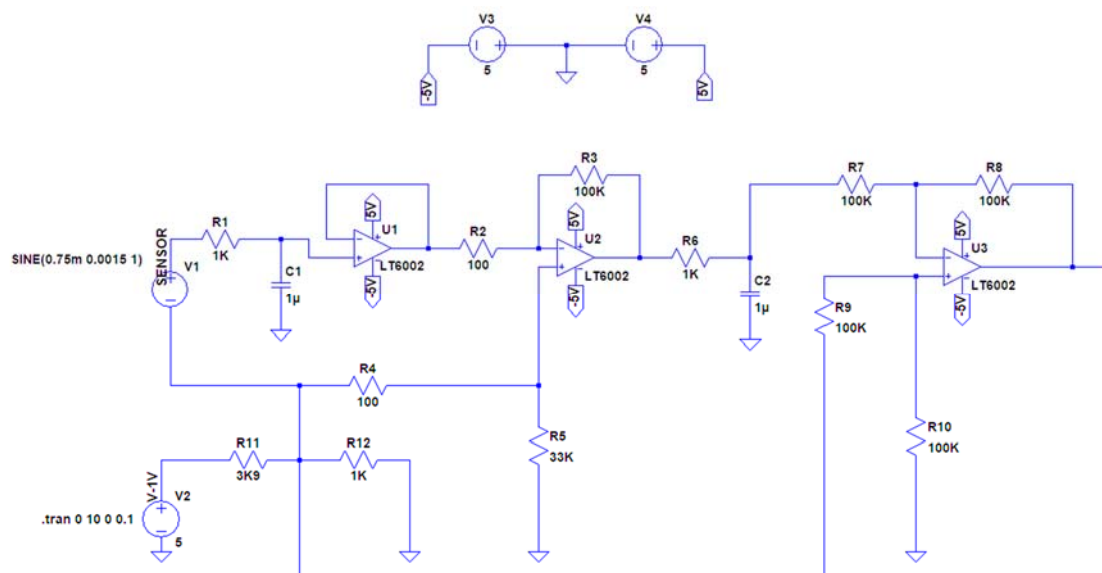 V3
5
-5V
V4
5
5V
R3
100K
R7
100K
R8
100K
SINE(0.75m 0.0015 1)
SENSOR
V1
R1
1K
C1
1µ
5V
U1
LT6002
-5V
R2
100
5V
U2
LT6002
-5V
R6
1K
C2
1µ
5V
U3
LT6002
-5V
R9
100K
R4
100
R5
33K
R10
100K
R11
3K9
R12
1K
V-1V
V2
5
.tran 0 10 0 0.1